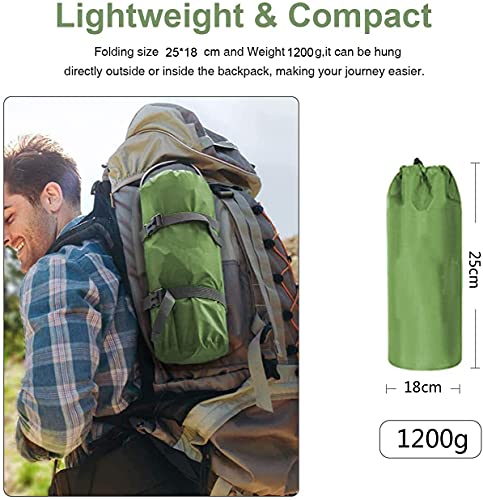 Lightweight & Compact
Folding size 25*18 cm and Weight 1200g,it can be hung
directly outside or inside the backpack, making your journey easier.
25cm
18cm
1200g